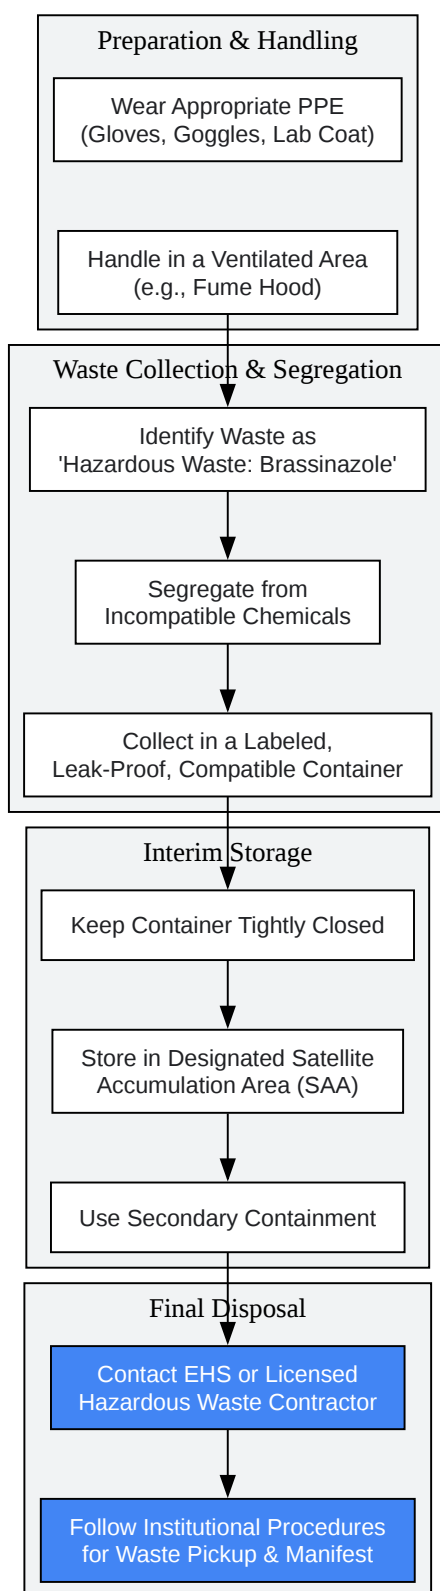 Preparation & Handling
Wear Appropriate PPE
(Gloves, Goggles, Lab Coat)
Handle in a Ventilated Area
(e.g., Fume Hood)
Waste Collection & Segregation
Identify Waste as
'Hazardous Waste: Brassinazole'
Segregate from
Incompatible Chemicals
Collect in a Labeled,
Leak-Proof, Compatible Container
Interim Storage
Keep Container Tightly Closed
Store in Designated Satellite
Accumulation Area (SAA)
Use Secondary Containment
Final Disposal
Contact EHS or Licensed
Hazardous Waste Contractor
Follow Institutional Procedures
for Waste Pickup & Manifest